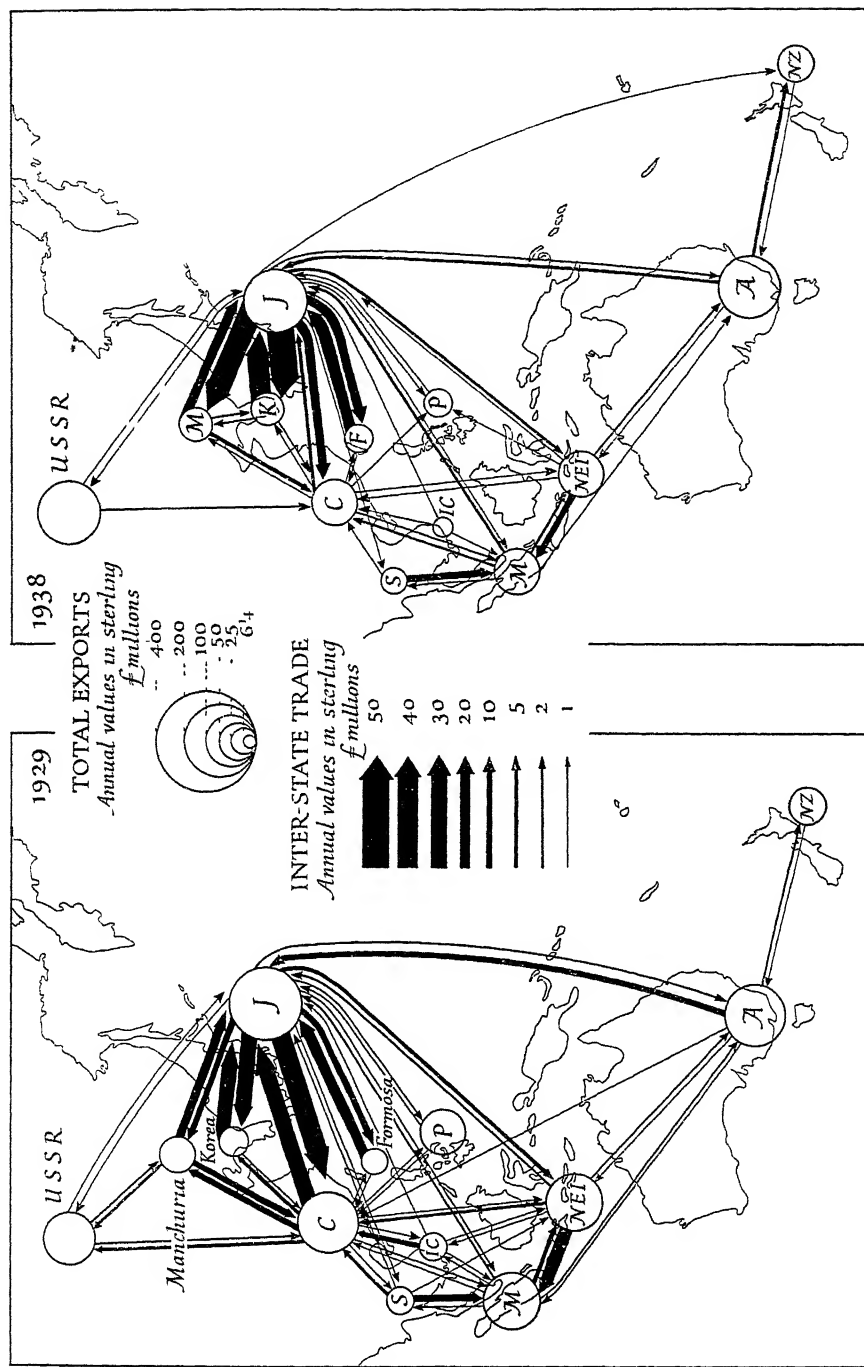 1929
USSR
Manchuria
Korea
J
C
Formosa
S
IC
P
M
NEI
A
NZ
TOTAL EXPORTS
Annual values in sterling
£ millions
-- 400
-- 200
-- 100
-- 50
- 25
6¼
INTER-STATE TRADE
Annual values in sterling
£ millions
50
40
30
20
10
5
2
1
1938
USSR
M
K
J
C
F
S
IC
P
M
NEI
A
NZ